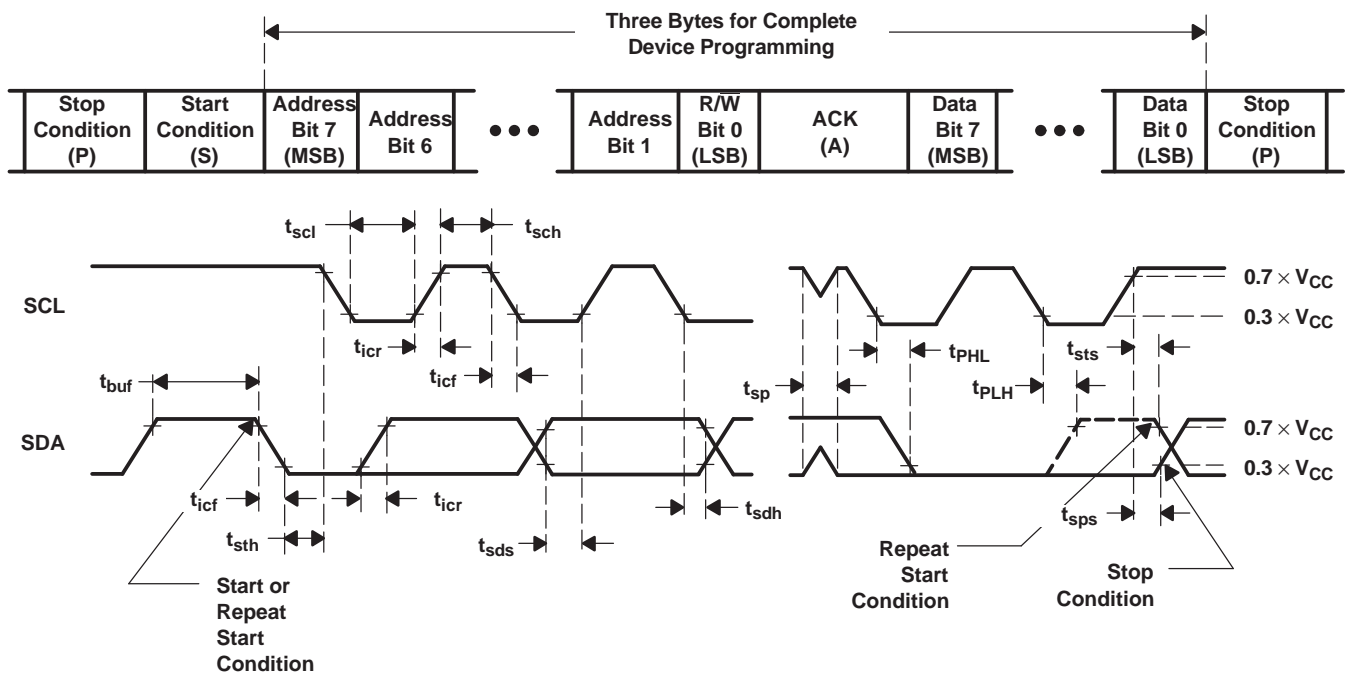 Three Bytes for Complete
Device Programming
Stop
Condition
(P)
Start
Condition
(S)
Address
Bit 7
(MSB)
Address
Bit 6
•••
Address
Bit 1
R/W̅
Bit 0
(LSB)
ACK
(A)
Data
Bit 7
(MSB)
•••
Data
Bit 0
(LSB)
Stop
Condition
(P)
tscl
tsch
SCL
0.7 × VCC
0.3 × VCC
ticr
ticf
tPHL
tsts
tbuf
tsp
tPLH
SDA
0.7 × VCC
0.3 × VCC
ticf
ticr
tsdh
tsps
tsth
tsds
Start or
Repeat
Start
Condition
Repeat
Start
Condition
Stop
Condition